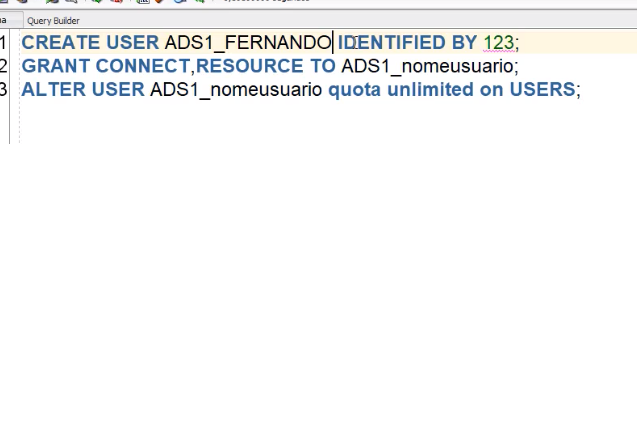 Query Builder
1 CREATE USER ADS1_FERNANDO IDENTIFIED BY 123;
2 GRANT CONNECT,RESOURCE TO ADS1_nomeusuario;
3 ALTER USER ADS1_nomeusuario quota unlimited on USERS;